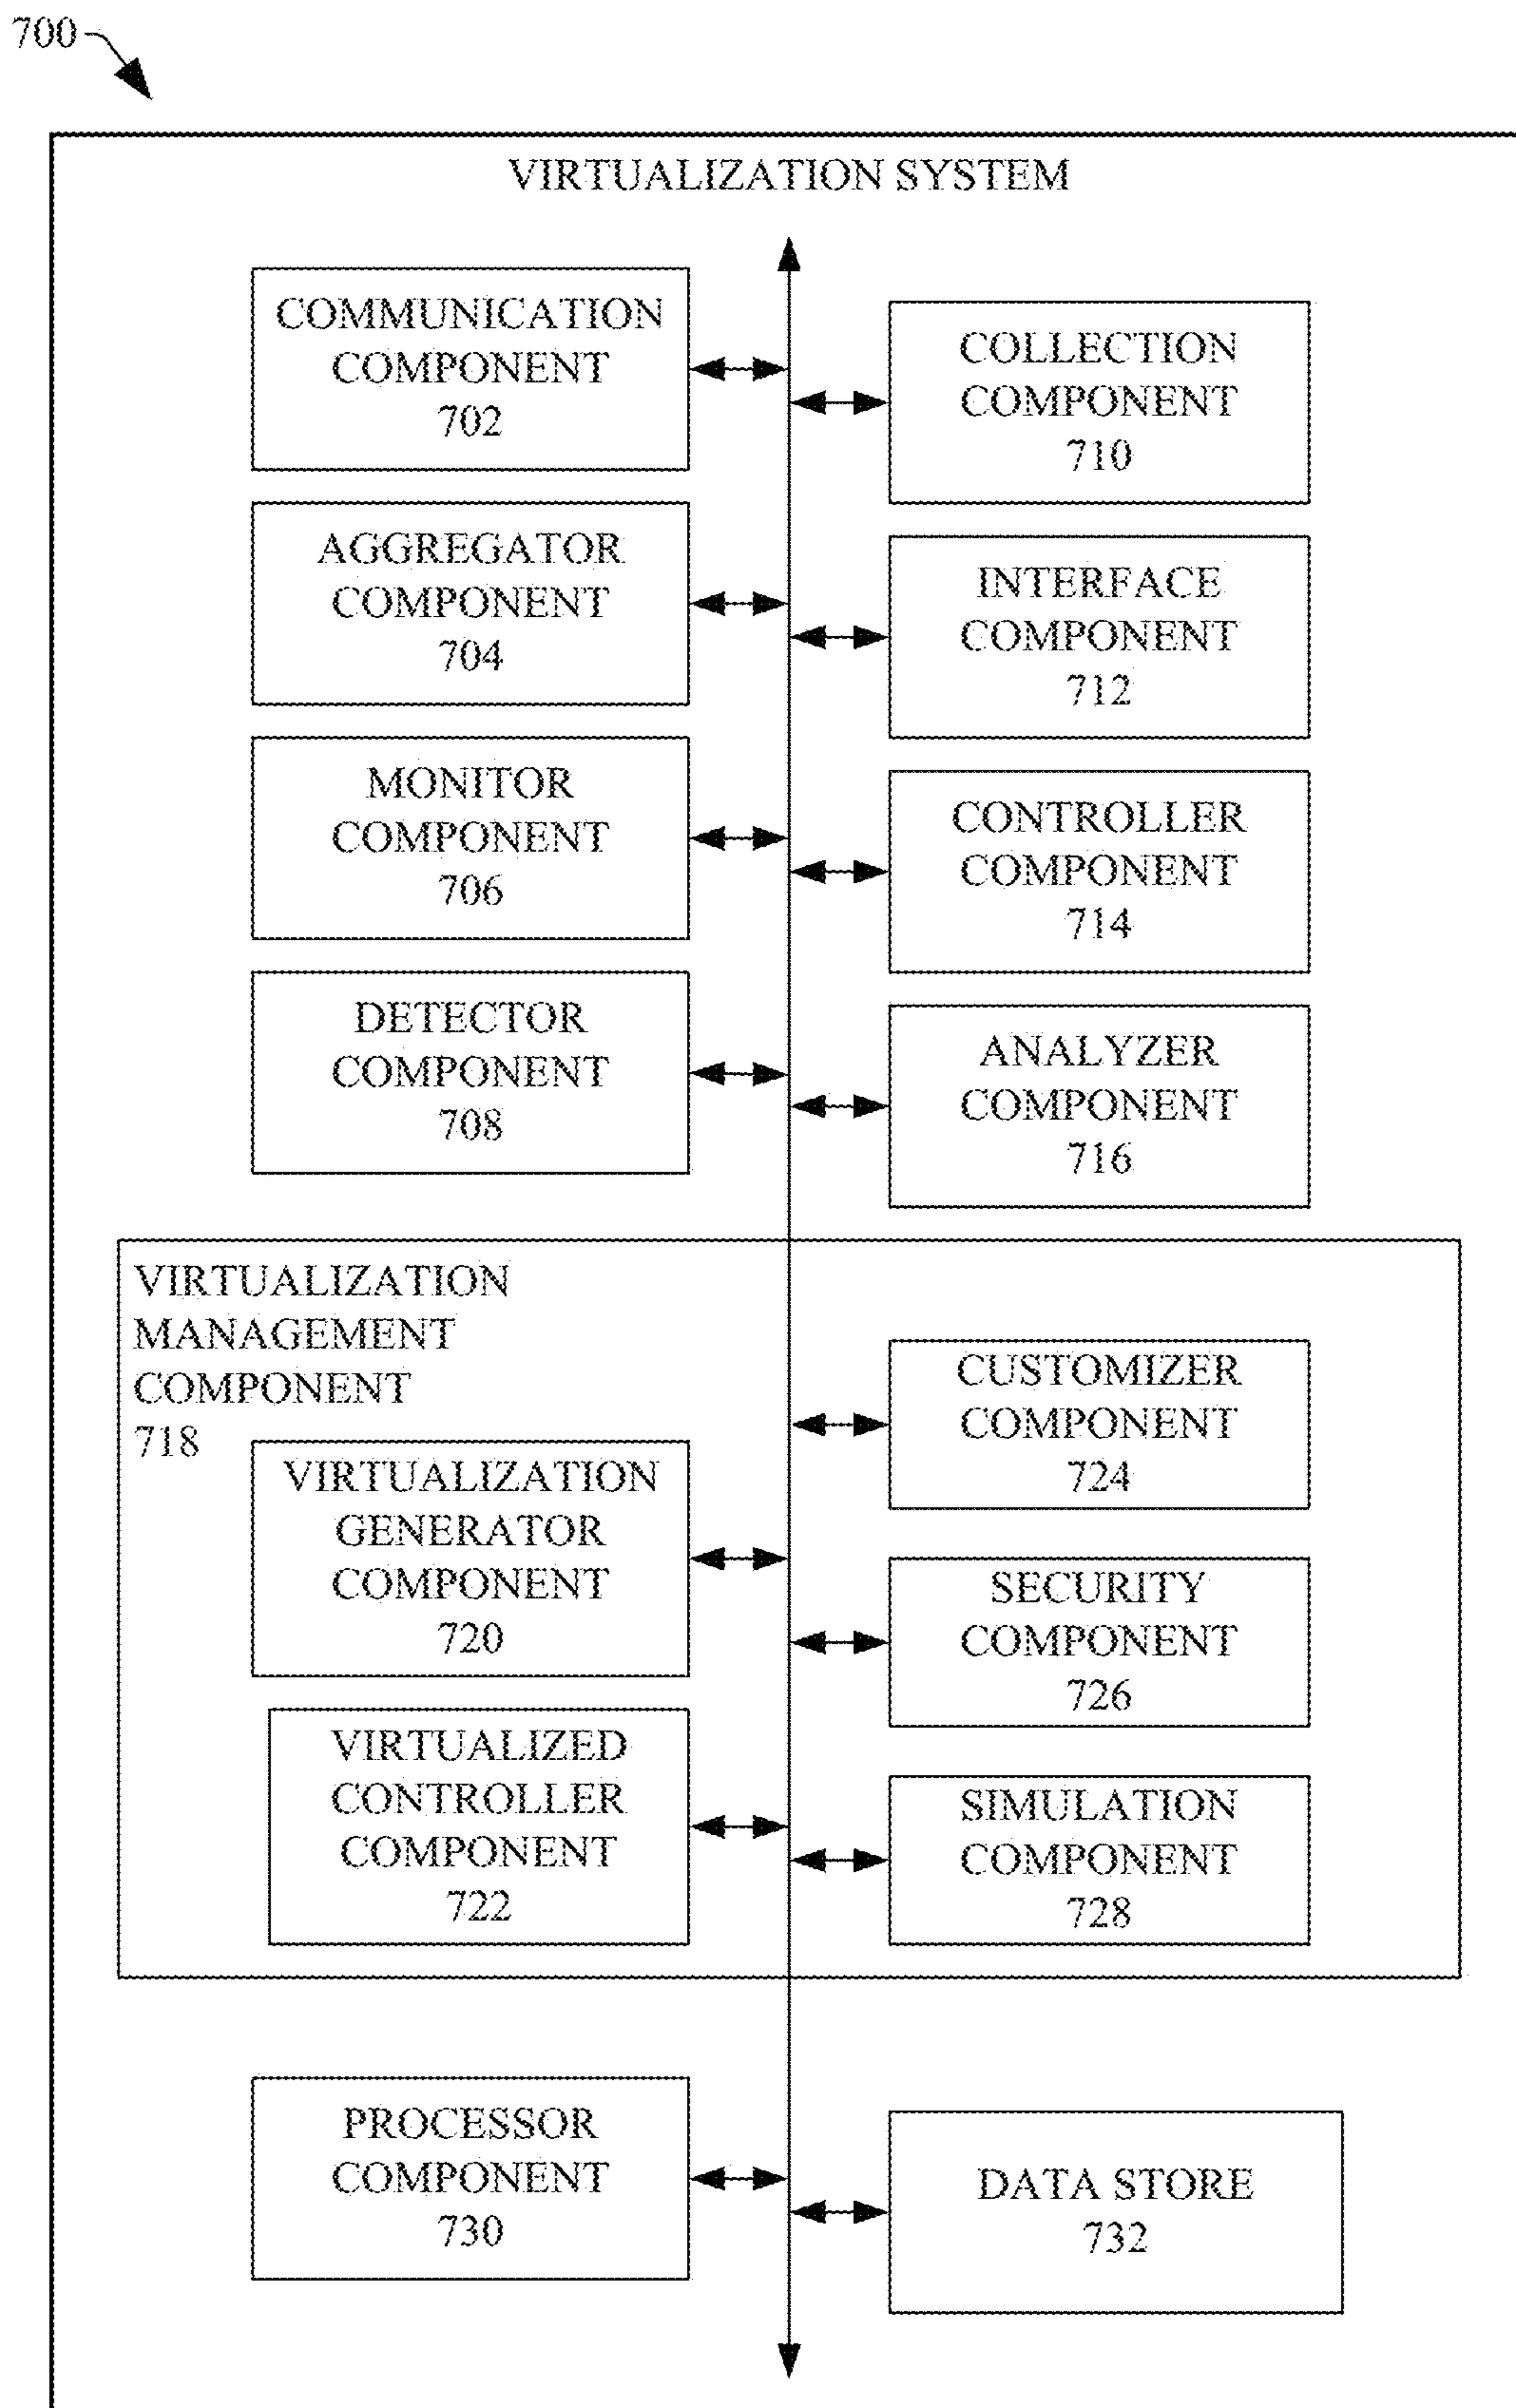 700
VIRTUALIZATION SYSTEM
COMMUNICATION
COMPONENT
702
COLLECTION
COMPONENT
710
AGGREGATOR
COMPONENT
704
INTERFACE
COMPONENT
712
MONITOR
COMPONENT
706
CONTROLLER
COMPONENT
714
DETECTOR
COMPONENT
708
ANALYZER
COMPONENT
716
VIRTUALIZATION
MANAGEMENT
COMPONENT
718
CUSTOMIZER
COMPONENT
724
VIRTUALIZATION
GENERATOR
COMPONENT
720
SECURITY
COMPONENT
726
VIRTUALIZED
CONTROLLER
COMPONENT
722
SIMULATION
COMPONENT
728
PROCESSOR
COMPONENT
730
DATA STORE
732